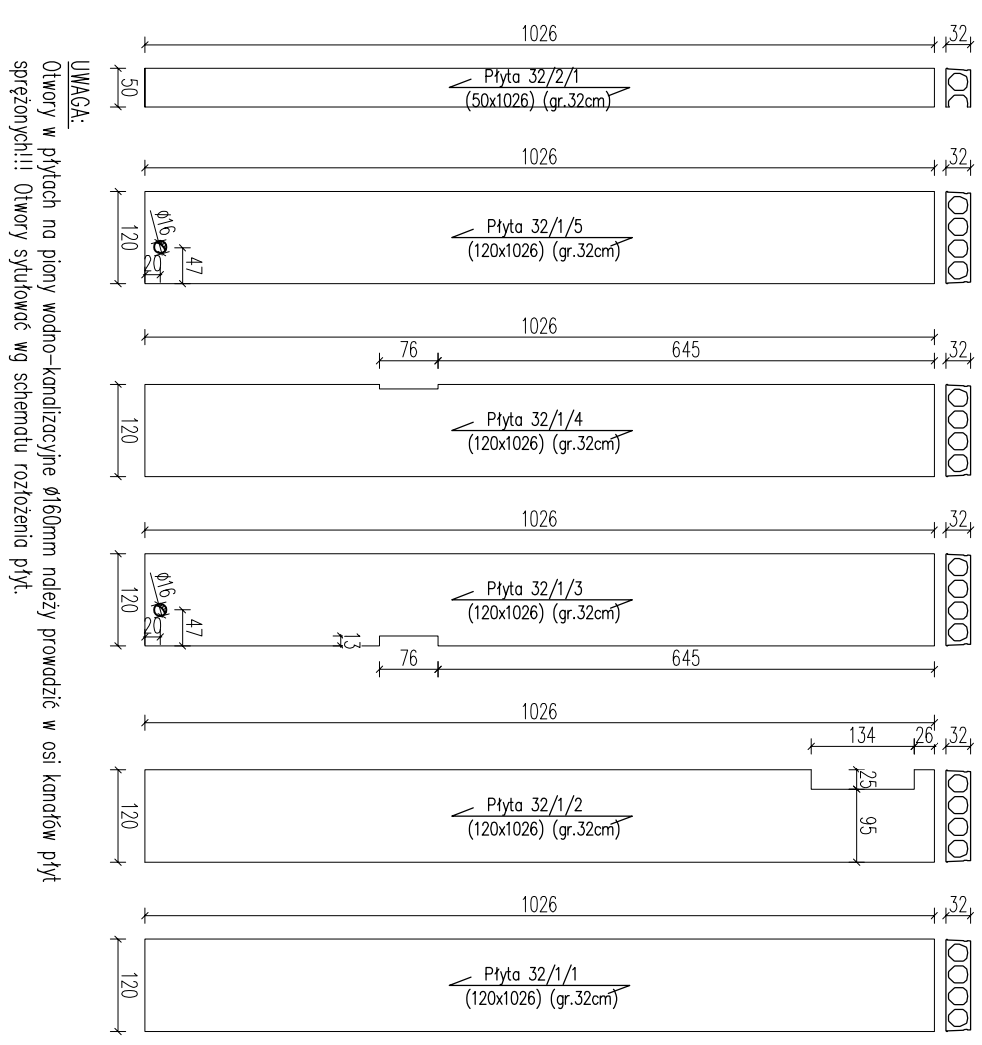 1026
32
Płyta 32/2/1
(50x1026) (gr.32cm)
50
1026
32
Płyta 32/1/5
(120x1026) (gr.32cm)
120
ø16
20
47
1026
76
645
32
Płyta 32/1/4
(120x1026) (gr.32cm)
120
1026
32
Płyta 32/1/3
(120x1026) (gr.32cm)
120
ø16
20
47
13
76
645
1026
134
26
32
25
95
Płyta 32/1/2
(120x1026) (gr.32cm)
120
1026
32
Płyta 32/1/1
(120x1026) (gr.32cm)
120
UWAGA:
Otwory w płytach na piony wodno-kanalizacyjne ø160mm należy prowadzić w osi kanałów płyt
sprężonych!!! Otwory sytułować wg schematu rozłożenia płyt.